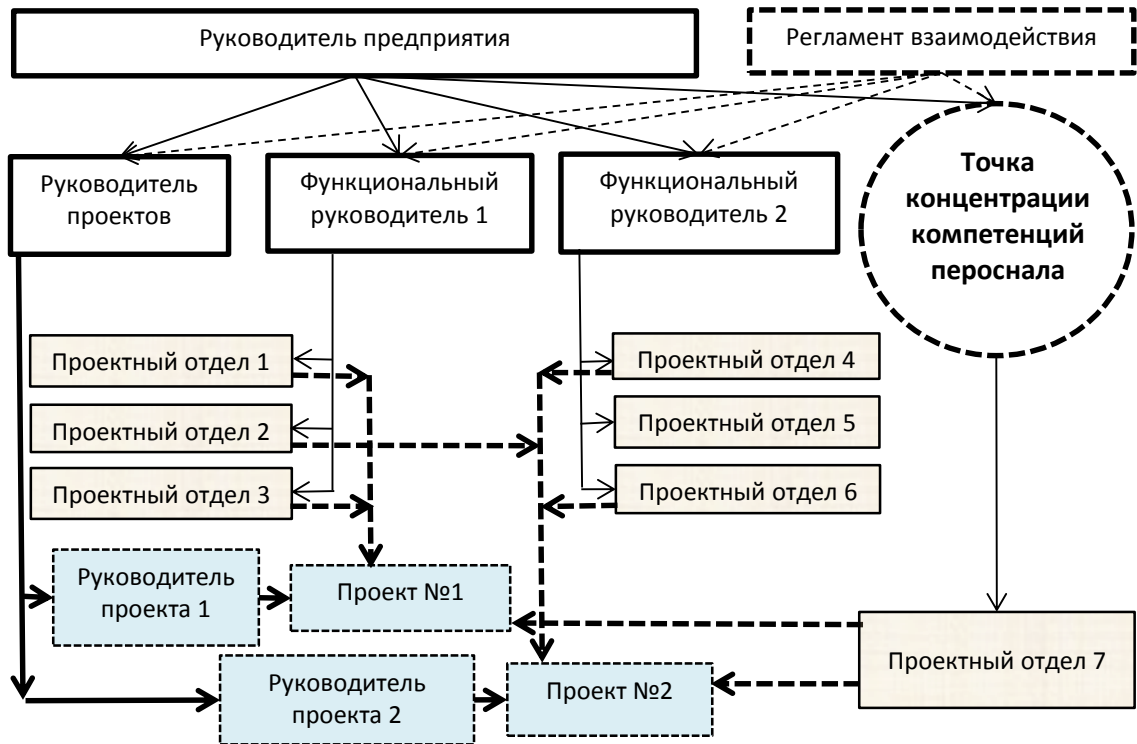 Руководитель предприятия
Регламент взаимодействия
Руководитель
проектов
Функциональный
руководитель 1
Функциональный
руководитель 2
Точка
концентрации
компетенций
пероснала
Проектный отдел 1
Проектный отдел 4
Проектный отдел 2
Проектный отдел 5
Проектный отдел 3
Проектный отдел 6
Руководитель
проекта 1
Проект №1
Проектный отдел 7
Руководитель
проекта 2
Проект №2